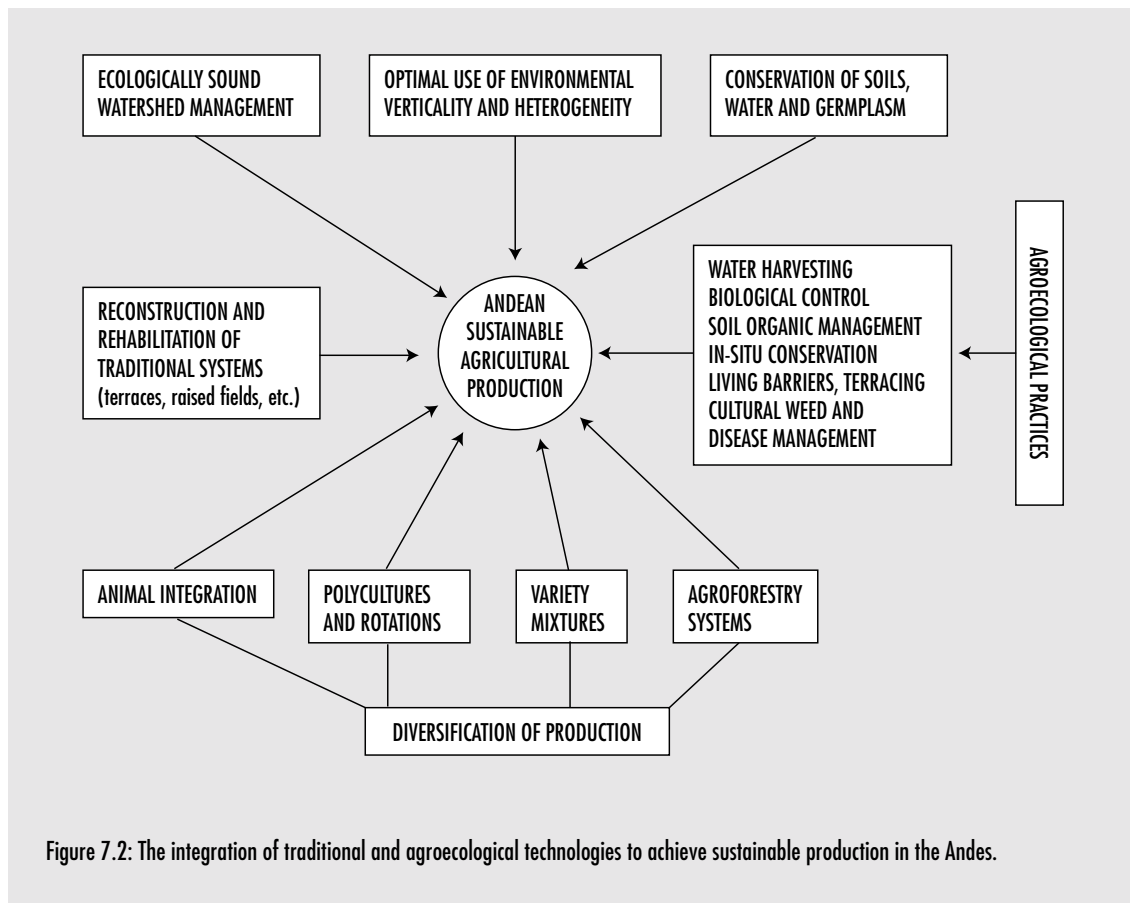 ECOLOGICALLY SOUND
WATERSHED MANAGEMENT
OPTIMAL USE OF ENVIRONMENTAL
VERTICALITY AND HETEROGENEITY
CONSERVATION OF SOILS,
WATER AND GERMPLASM
RECONSTRUCTION AND
REHABILITATION OF
TRADITIONAL SYSTEMS
(terraces, raised fields, etc.)
ANDEAN
SUSTAINABLE
AGRICULTURAL
PRODUCTION
WATER HARVESTING
BIOLOGICAL CONTROL
SOIL ORGANIC MANAGEMENT
IN-SITU CONSERVATION
LIVING BARRIERS, TERRACING
CULTURAL WEED AND
DISEASE MANAGEMENT
AGROECOLOGICAL PRACTICES
ANIMAL INTEGRATION
POLYCULTURES
AND ROTATIONS
VARIETY
MIXTURES
AGROFORESTRY
SYSTEMS
DIVERSIFICATION OF PRODUCTION
Figure 7.2: The integration of traditional and agroecological technologies to achieve sustainable production in the Andes.